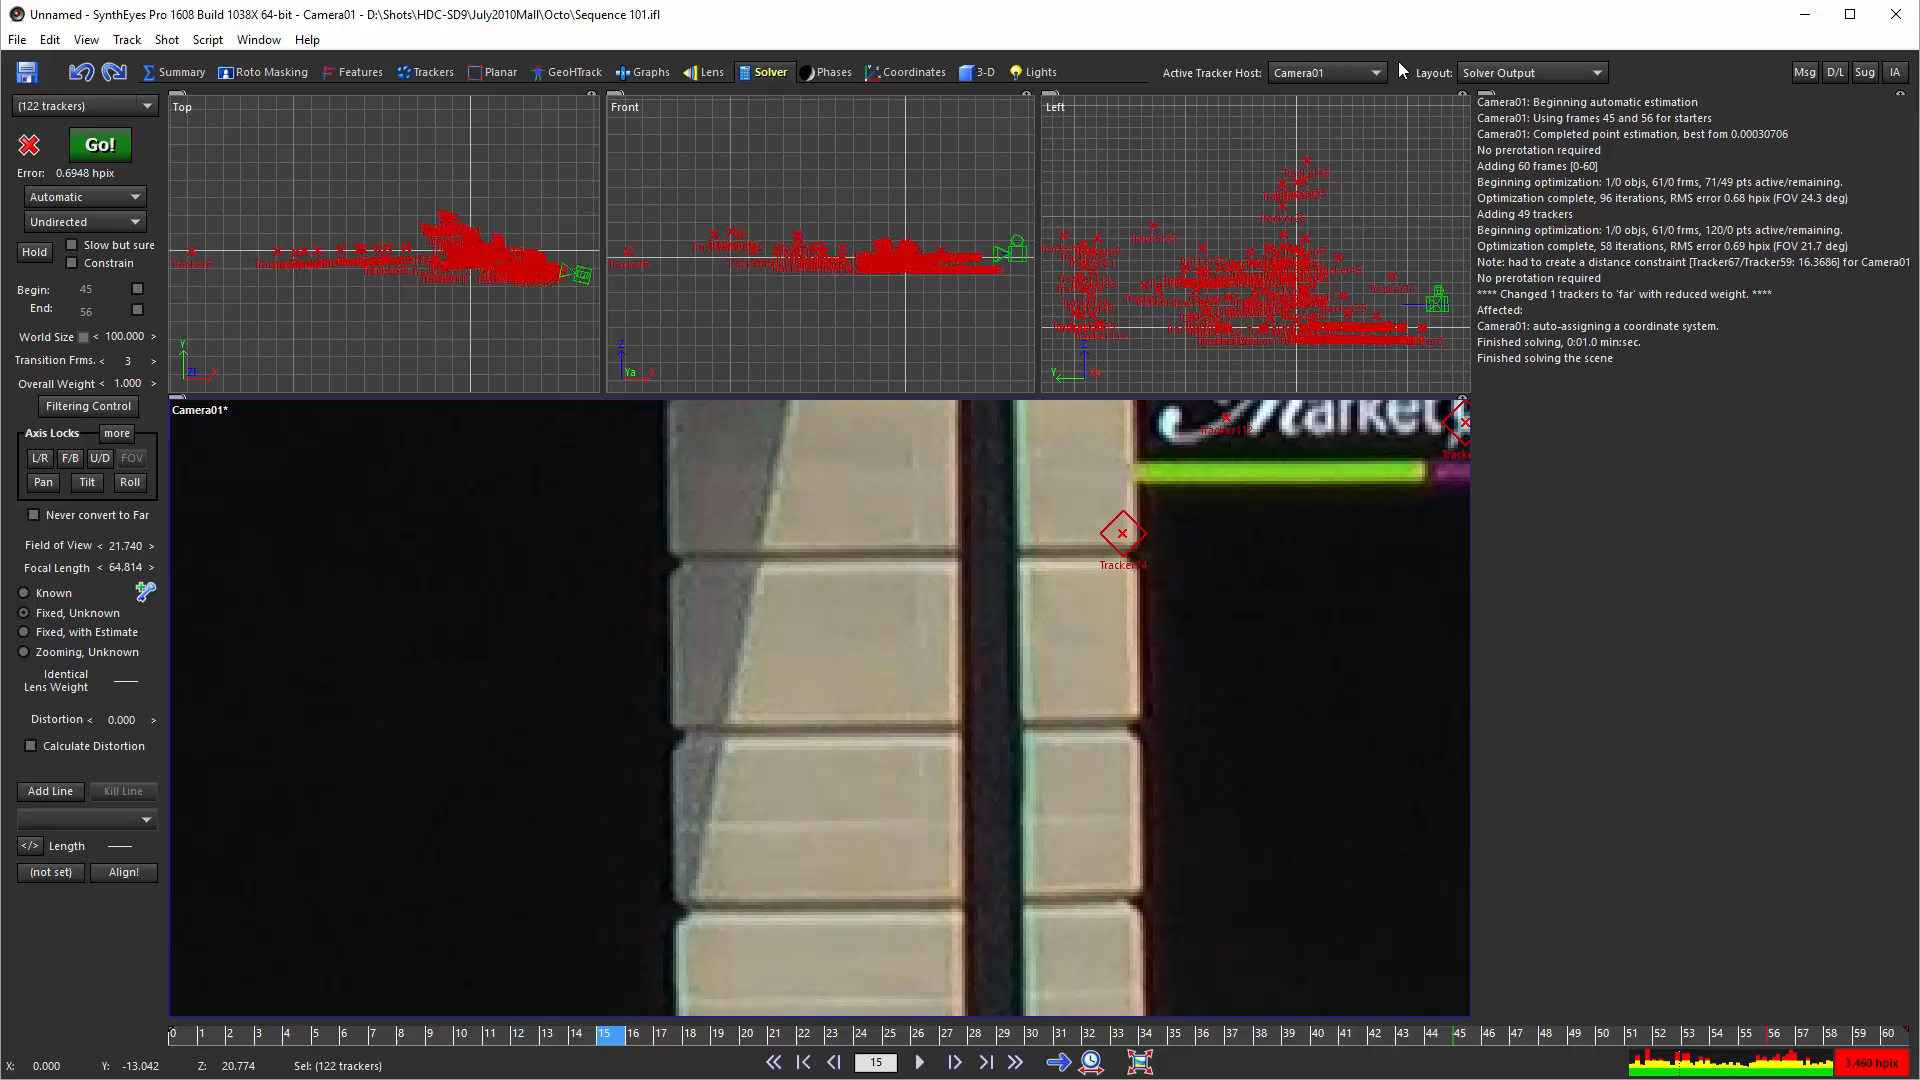 Unnamed - SynthEyes Pro 1608 Build 1038X 64-bit - Camera01 - D:\Shots\HDC-SD9\July2010Mall\Octo\Sequence 101.ifl
File Edit View Track Shot Script Window Help
Summary Roto Masking Features Trackers Planar GeoHTrack Graphs Lens Solver Phases Coordinates 3-D Lights Active Tracker Host: Camera01 Layout: Solver Output Msg D/L Sug IA
(122 trackers)
Go!
Error: 0.6948 hpix
Automatic
Undirected
Hold Slow but sure
Constrain
Begin: 45
End: 56
World Size < 100.000 >
Transition Frms. < 3 >
Overall Weight < 1.000 >
Filtering Control
Axis Locks more
L/R F/B U/D FOV
Pan Tilt Roll
Never convert to Far
Field of View < 21.740 >
Focal Length < 64.814 >
Known
Fixed, Unknown
Fixed, with Estimate
Zooming, Unknown
Identical
Lens Weight
Distortion < 0.000 >
Calculate Distortion
Add Line Kill Line
</> Length
(not set) Align!
Top
Front
Left
Camera01*
Market
Tracker112
Camera01: Beginning automatic estimation
Camera01: Using frames 45 and 56 for starters
Camera01: Completed point estimation, best fom 0.00030706
No prerotation required
Adding 60 frames [0-60]
Beginning optimization: 1/0 objs, 61/0 frms, 71/49 pts active/remaining.
Optimization complete, 96 iterations, RMS error 0.68 hpix (FOV 24.3 deg)
Adding 49 trackers
Beginning optimization: 1/0 objs, 61/0 frms, 120/0 pts active/remaining.
Optimization complete, 58 iterations, RMS error 0.69 hpix (FOV 21.7 deg)
Note: had to create a distance constraint [Tracker67/Tracker59: 16.3686] for Camera01
No prerotation required
**** Changed 1 trackers to 'far' with reduced weight. ****
Affected:
Camera01: auto-assigning a coordinate system.
Finished solving, 0:01.0 min:sec.
Finished solving the scene
0 1 2 3 4 5 6 7 8 9 10 11 12 13 14 15 16 17 18 19 20 21 22 23 24 25 26 27 28 29 30 31 32 33 34 35 36 37 38 39 40 41 42 43 44 45 46 47 48 49 50 51 52 53 54 55 56 57 58 59 60
X: 0.000 Y: -13.042 Z: 20.774 Sel: (122 trackers) 15 3.460 hpix